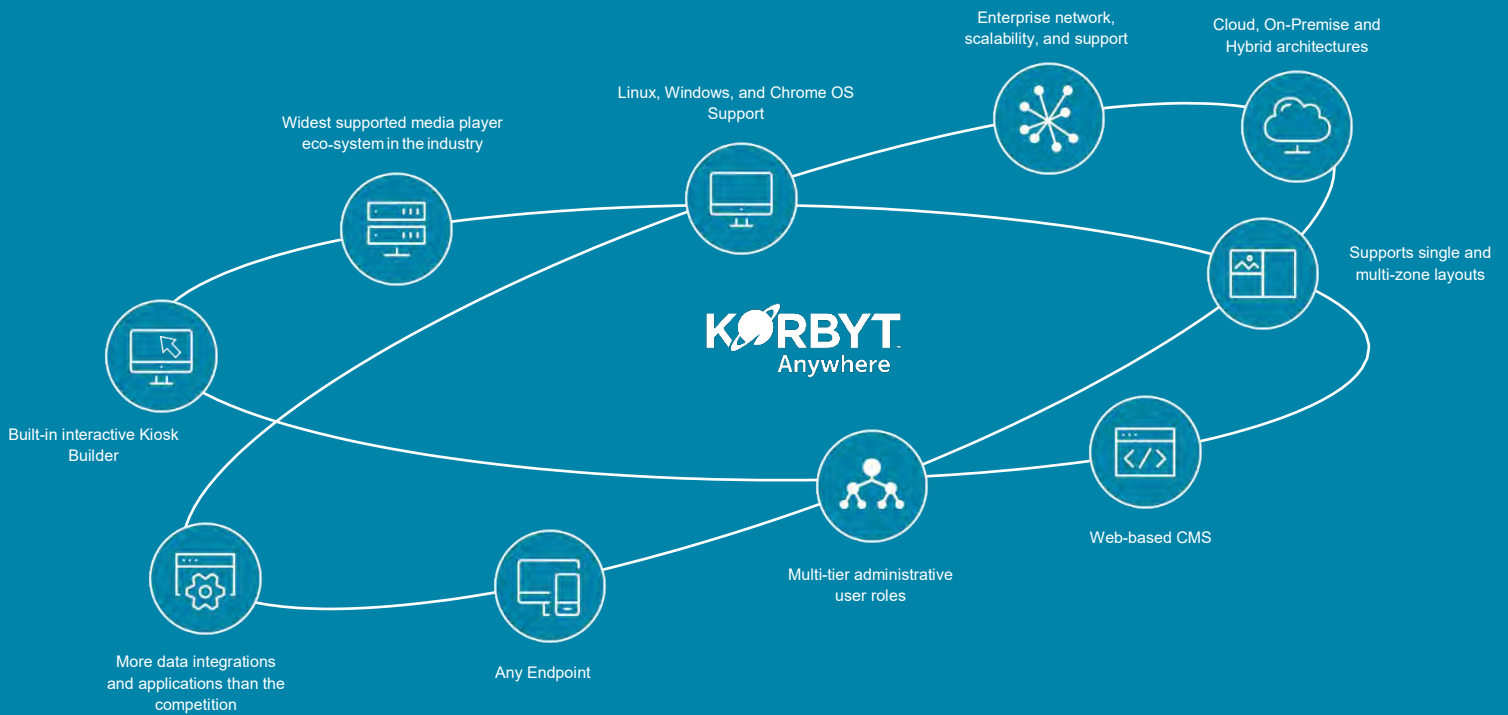 Enterprise network,
scalability, and support
Cloud, On-Premise and
Hybrid architectures
Linux, Windows, and Chrome OS
Support
Widest supported media player
eco-system in the industry
Supports single and
multi-zone layouts
KORBYT™
Anywhere
Built-in interactive Kiosk
Builder
</>
Web-based CMS
Multi-tier administrative
user roles
Any Endpoint
More data integrations
and applications than the
competition